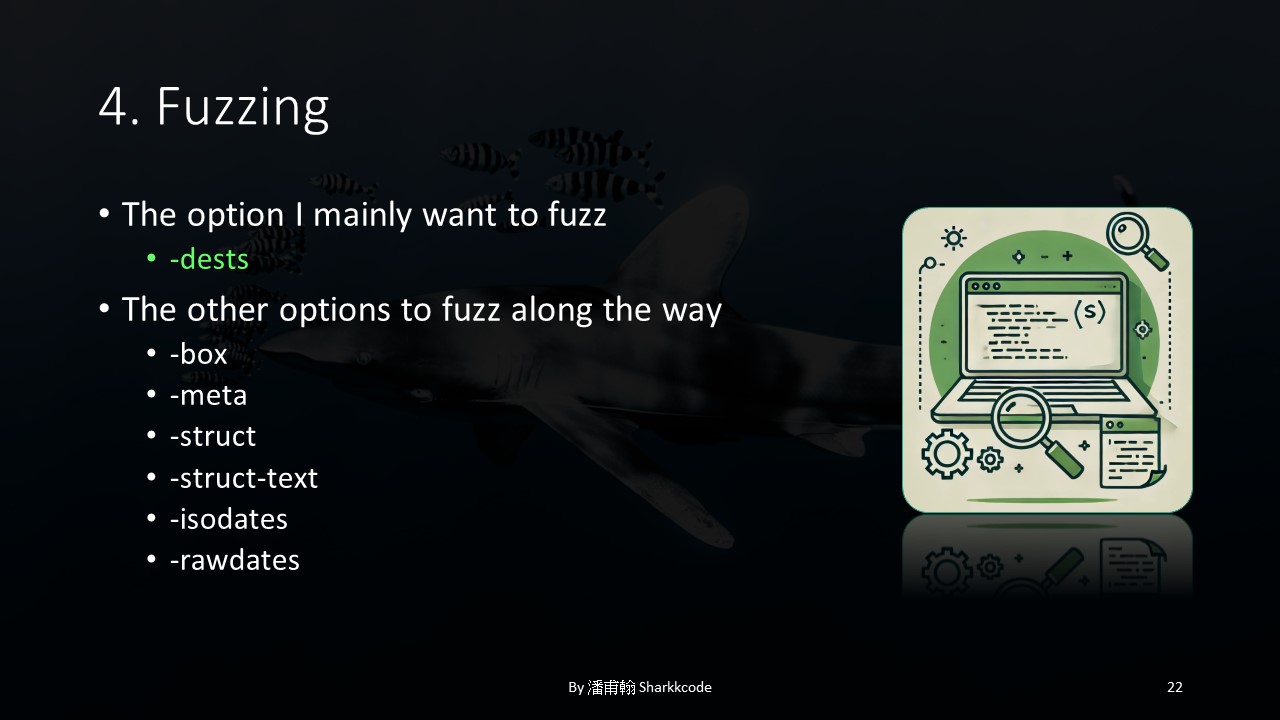 4. Fuzzing
• The option I mainly want to fuzz
• -dests
• The other options to fuzz along the way
• -box
• -meta
• -struct
• -struct-text
• -isodates
• -rawdates
(S)
By 潘甫翰 Sharkkcode
22